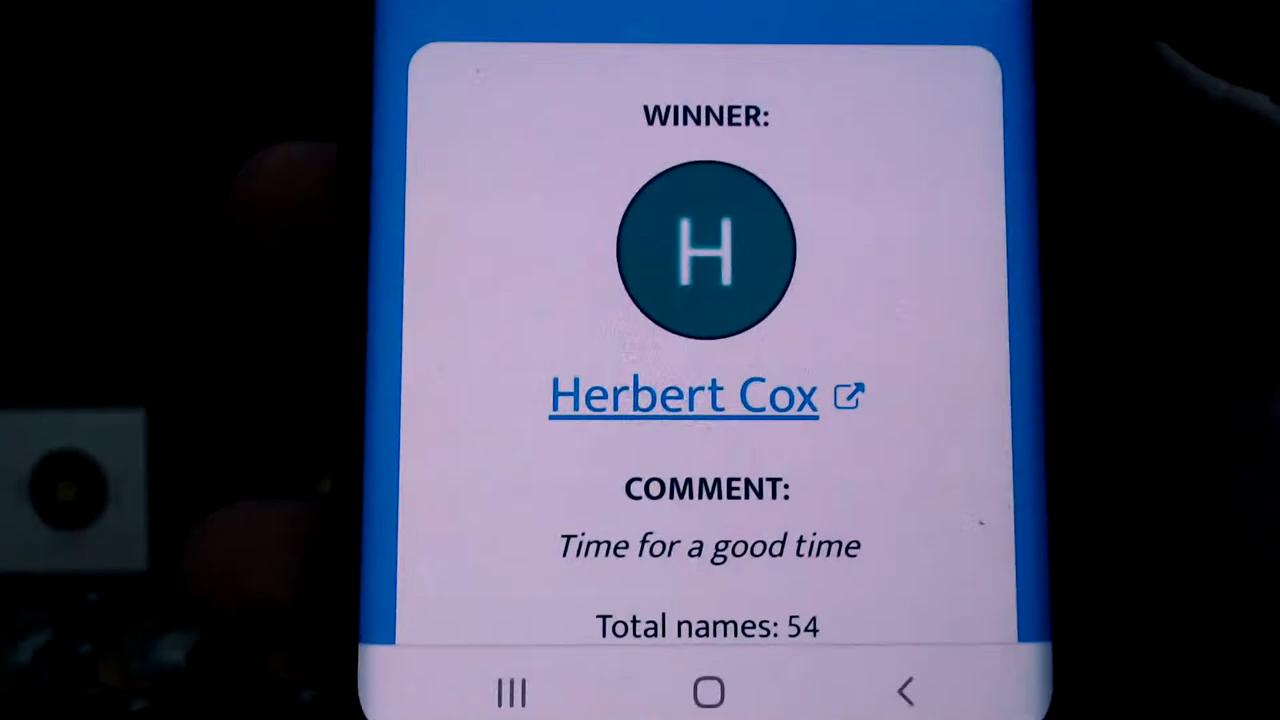 WINNER:
H
Herbert Cox
COMMENT:
Time for a good time
Total names: 54